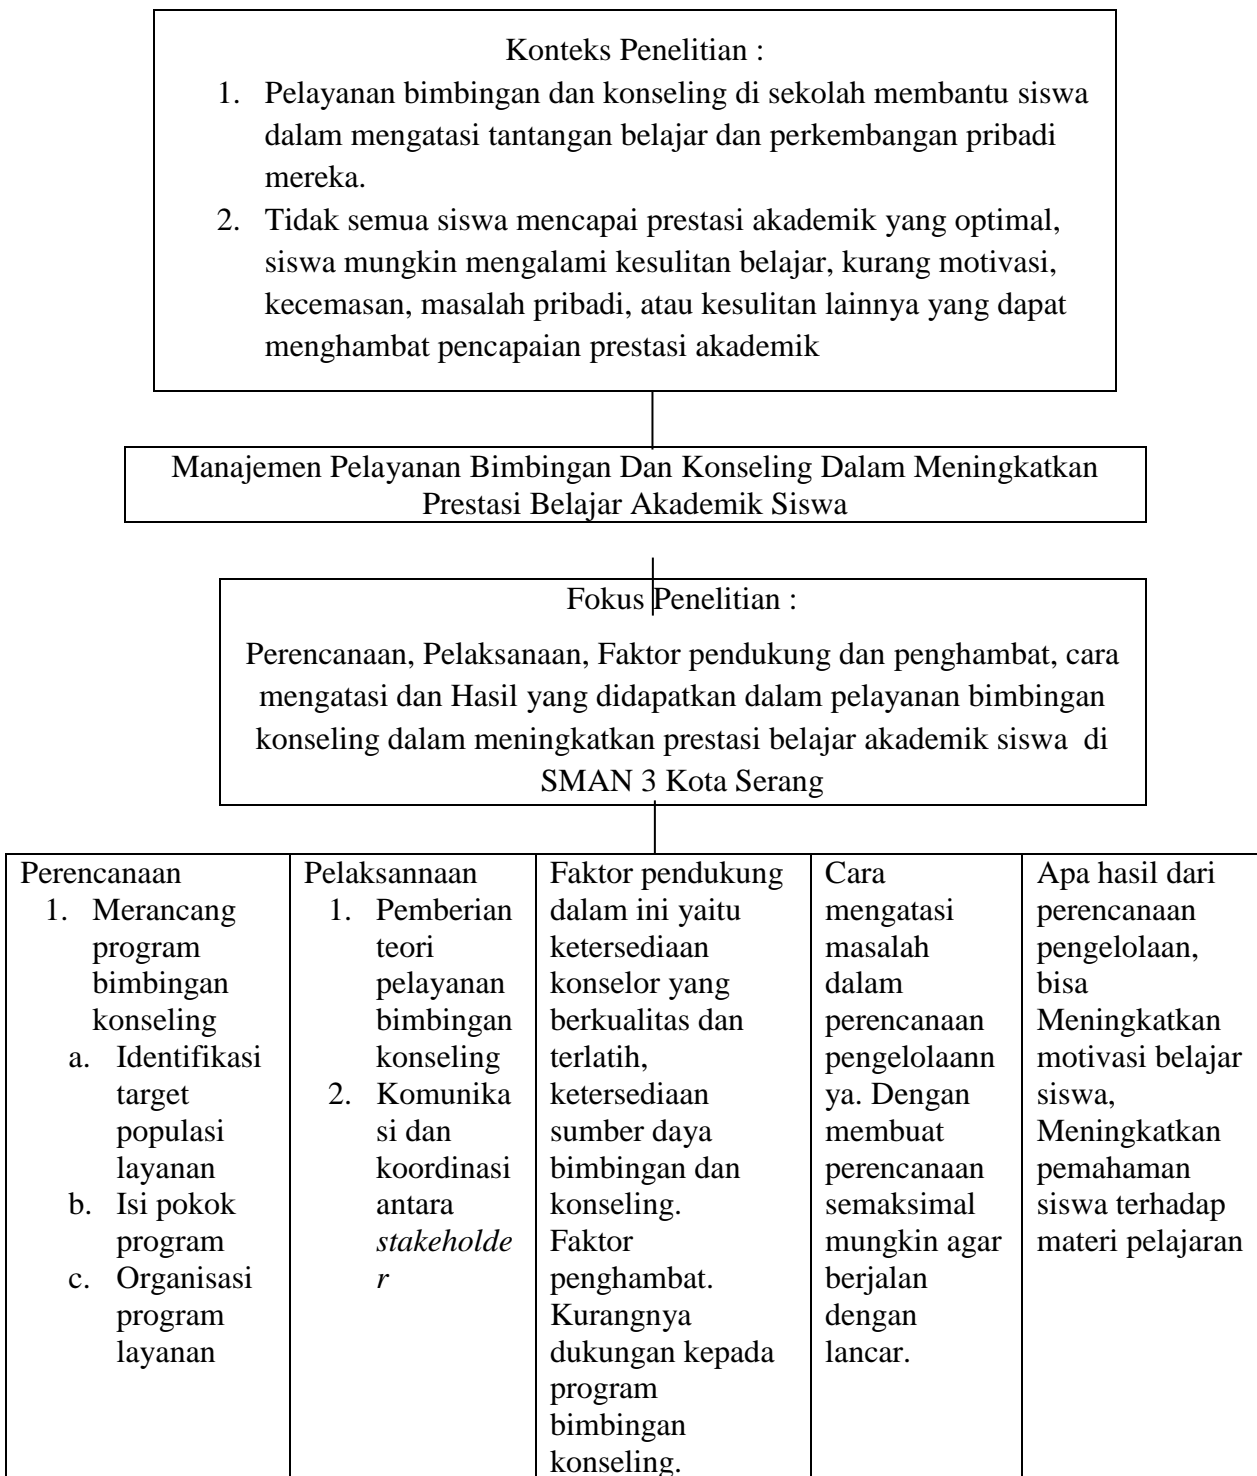 Konteks Penelitian :
1. Pelayanan bimbingan dan konseling di sekolah membantu siswa
dalam mengatasi tantangan belajar dan perkembangan pribadi
mereka.
2. Tidak semua siswa mencapai prestasi akademik yang optimal,
siswa mungkin mengalami kesulitan belajar, kurang motivasi,
kecemasan, masalah pribadi, atau kesulitan lainnya yang dapat
menghambat pencapaian prestasi akademik
Manajemen Pelayanan Bimbingan Dan Konseling Dalam Meningkatkan
Prestasi Belajar Akademik Siswa
Fokus Penelitian :
Perencanaan, Pelaksanaan, Faktor pendukung dan penghambat, cara
mengatasi dan Hasil yang didapatkan dalam pelayanan bimbingan
konseling dalam meningkatkan prestasi belajar akademik siswa di
SMAN 3 Kota Serang
Perencanaan
1. Merancang
program
bimbingan
konseling
a. Identifikasi
target
populasi
layanan
b. Isi pokok
program
c. Organisasi
program
layanan
Pelaksannaan
1. Pemberian
teori
pelayanan
bimbingan
konseling
2. Komunika
si dan
koordinasi
antara
stakeholde
r
Faktor pendukung
dalam ini yaitu
ketersediaan
konselor yang
berkualitas dan
terlatih,
ketersediaan
sumber daya
bimbingan dan
konseling.
Faktor
penghambat.
Kurangnya
dukungan kepada
program
bimbingan
konseling.
Cara
mengatasi
masalah
dalam
perencanaan
pengelolaann
ya. Dengan
membuat
perencanaan
semaksimal
mungkin agar
berjalan
dengan
lancar.
Apa hasil dari
perencanaan
pengelolaan,
bisa
Meningkatkan
motivasi belajar
siswa,
Meningkatkan
pemahaman
siswa terhadap
materi pelajaran